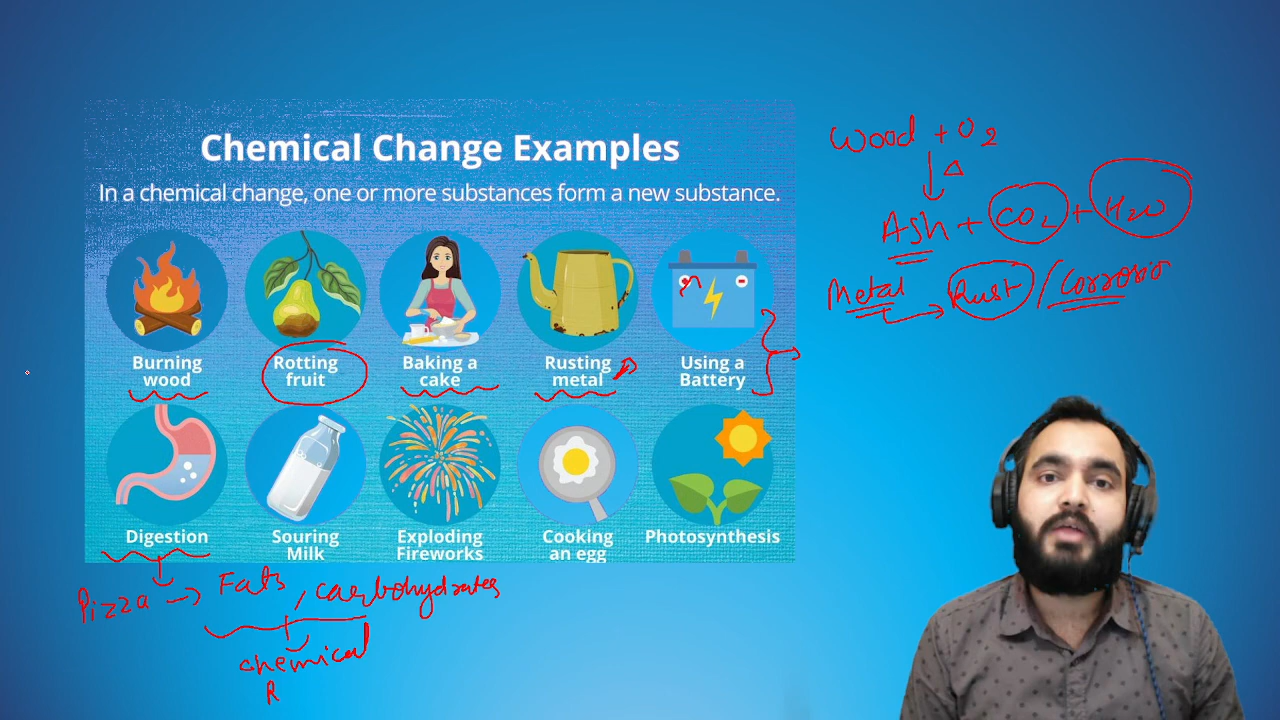 Chemical Change Examples
In a chemical change, one or more substances form a new substance.
Burning
wood
Rotting
fruit
Baking a
cake
Rusting
metal
Using a
Battery
Digestion
Souring
Milk
Exploding
Fireworks
Cooking
an egg
Photosynthesis
Wood + O2
Δ
Ash + CO2 + H2O
Metal → Rust / Corrosion
Pizza → Fats, carbohydrates
chemical
R